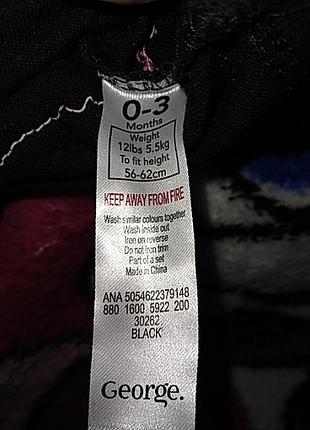 0-3
Months
Weight
12lbs 5.5kg
To fit height
56-62cm
KEEP AWAY FROM FIRE
Wash similar colours together
Wash inside out
Iron on reverse
Do not iron trim
Part of a set
Made in China
ANA 5054622379148
880 1600 5922 200
30262
BLACK
George.